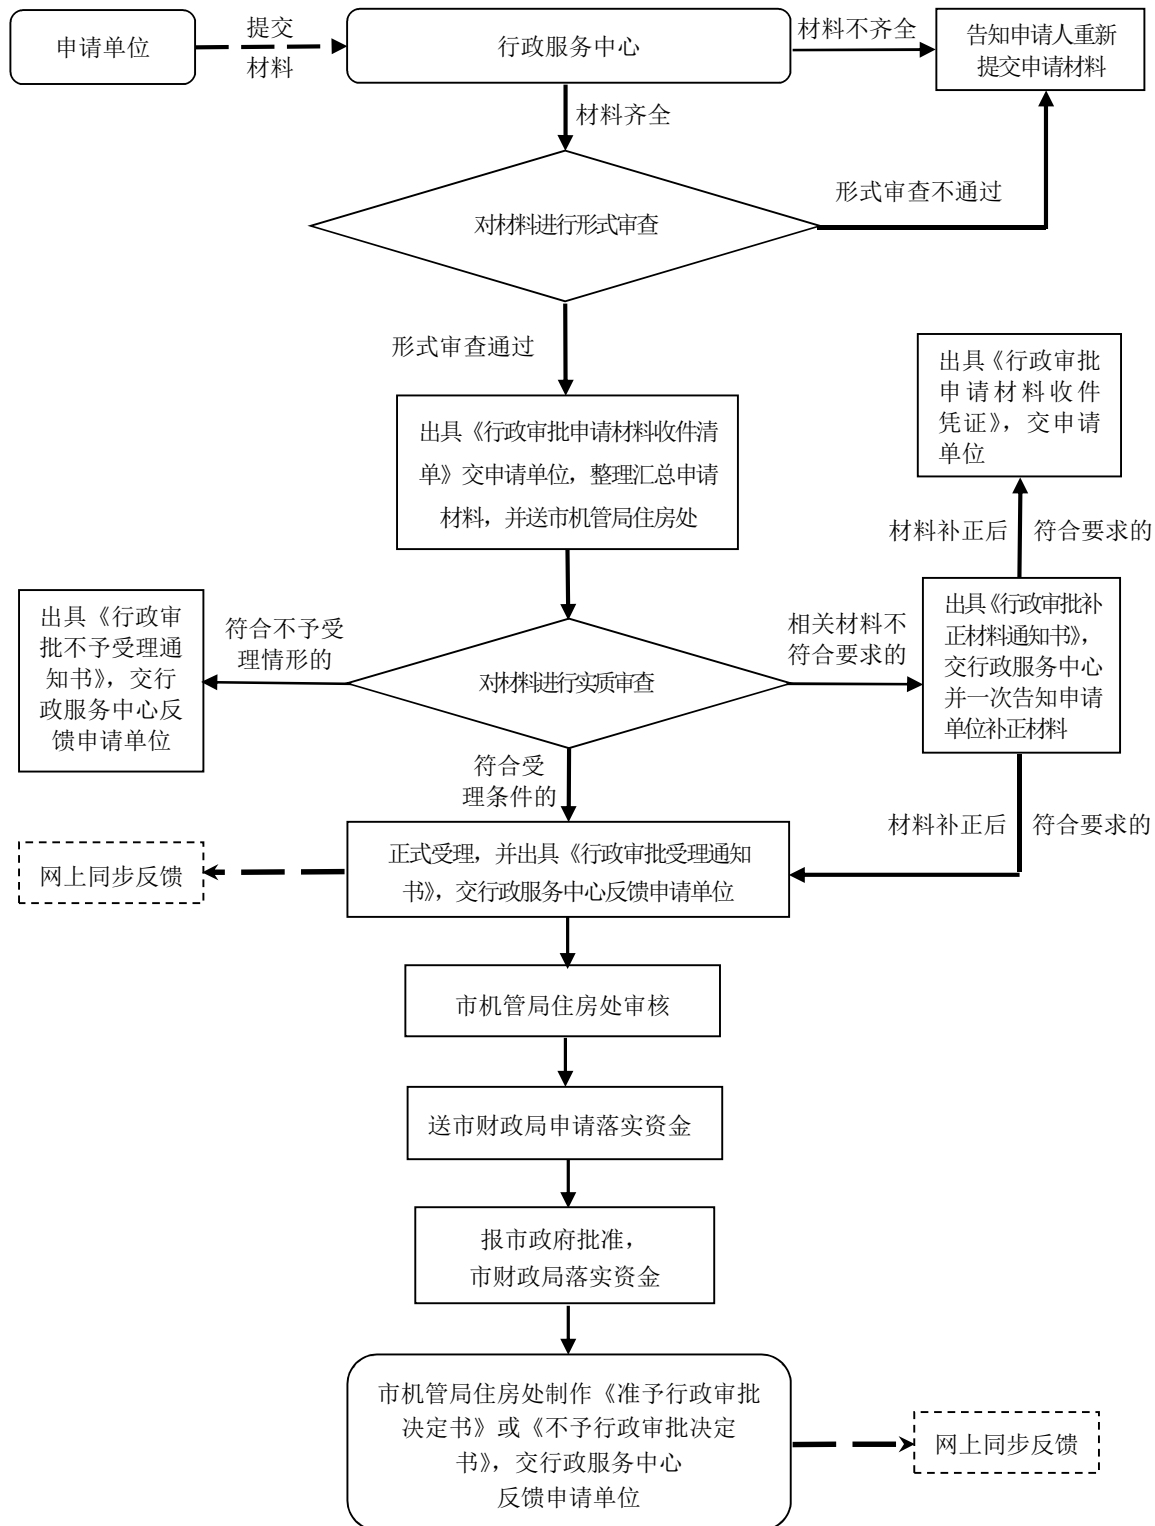 申请单位
提交
材料
行政服务中心
材料不齐全
告知申请人重新
提交申请材料
材料齐全
对材料进行形式审查
形式审查不通过
形式审查通过
出具《行政审批申请材料收件清
单》交申请单位，整理汇总申请
材料，并送市机管局住房处
出具《行政审批
申请材料收件
凭证》，交申请
单位
材料补正后 符合要求的
出具《行政审
批不予受理通
知书》，交行
政服务中心反
馈申请单位
符合不予受
理情形的
对材料进行实质审查
相关材料不
符合要求的
出具《行政审批补
正材料通知书》，
交行政服务中心
并一次告知申请
单位补正材料
符合受
理条件的
材料补正后 符合要求的
网上同步反馈
正式受理，并出具《行政审批受理通知
书》，交行政服务中心反馈申请单位
市机管局住房处审核
送市财政局申请落实资金
报市政府批准，
市财政局落实资金
市机管局住房处制作《准予行政审批
决定书》或《不予行政审批决定
书》，交行政服务中心
反馈申请单位
网上同步反馈